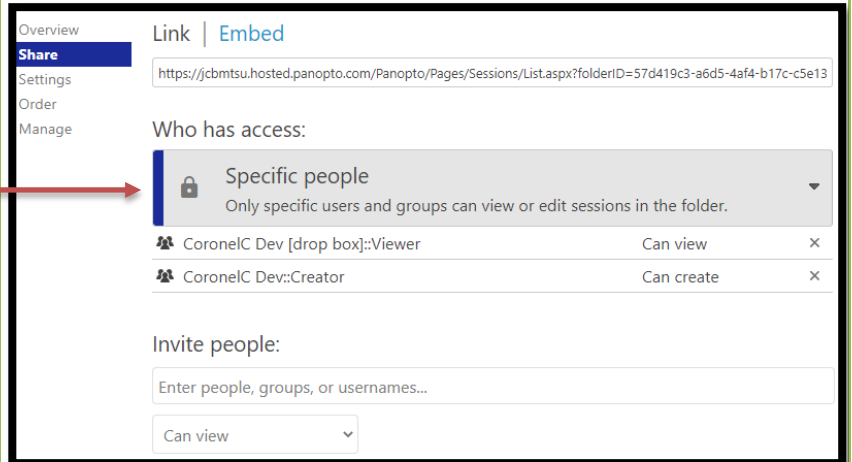 Overview
Share
Settings
Order
Manage
Link | Embed
https://jcbmtsu.hosted.panopto.com/Panopto/Pages/Sessions/List.aspx?folderID=57d419c3-a6d5-4af4-b17c-c5e13
Who has access:
Specific people
Only specific users and groups can view or edit sessions in the folder.
CoronelC Dev [drop box]::Viewer Can view ×
CoronelC Dev::Creator Can create ×
Invite people:
Enter people, groups, or usernames...
Can view